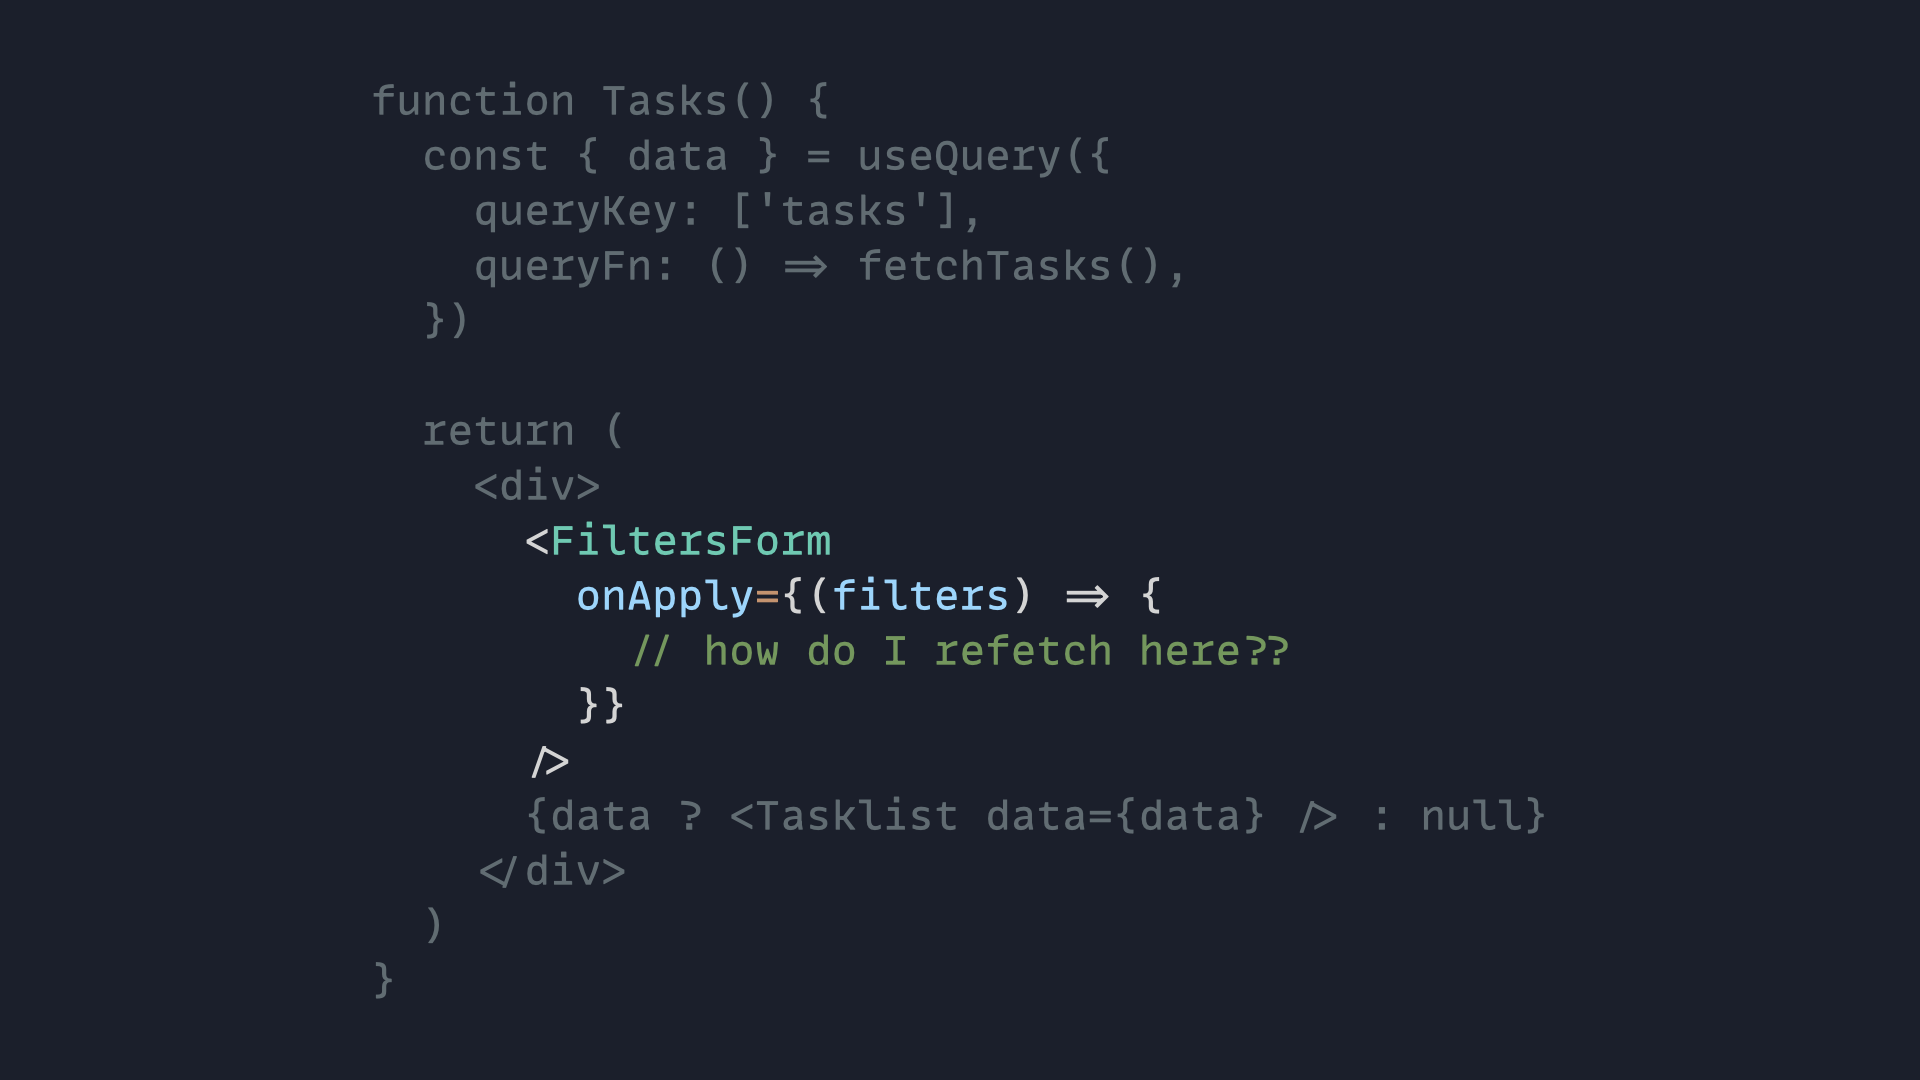 function Tasks() {
  const { data } = useQuery({
    queryKey: ['tasks'],
    queryFn: () => fetchTasks(),
  })

  return (
    <div>
      <FiltersForm
        onApply={(filters) => {
          // how do I refetch here??
        }}
      />
      {data ? <Tasklist data={data} /> : null}
    </div>
  )
}